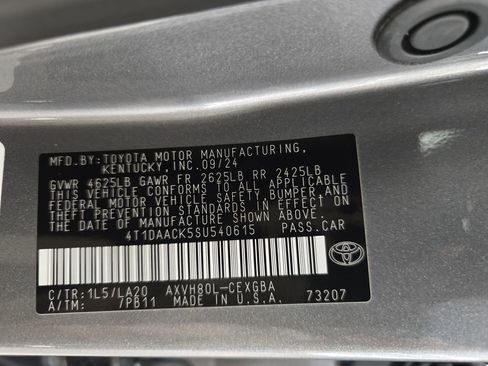 MFD.BY:TOYOTA MOTOR MANUFACTURING,
KENTUCKY,INC.09/24
GVWR 4625LB GAWR FR 2625LB RR 2425LB
THIS VEHICLE CONFORMS TO ALL APPLICABLE
FEDERAL MOTOR VEHICLE SAFETY, BUMPER, AND
THEFT PREVENTION STANDARDS IN EFFECT ON
THE DATE OF MANUFACTURE SHOWN ABOVE.
4T1DAACK5SU540615 PASS.CAR
C/TR:1L5/LA20 AXVH80L-CEXGBA
A/TM: 7PB11 MADE IN U.S.A. 73207
TOYOTA